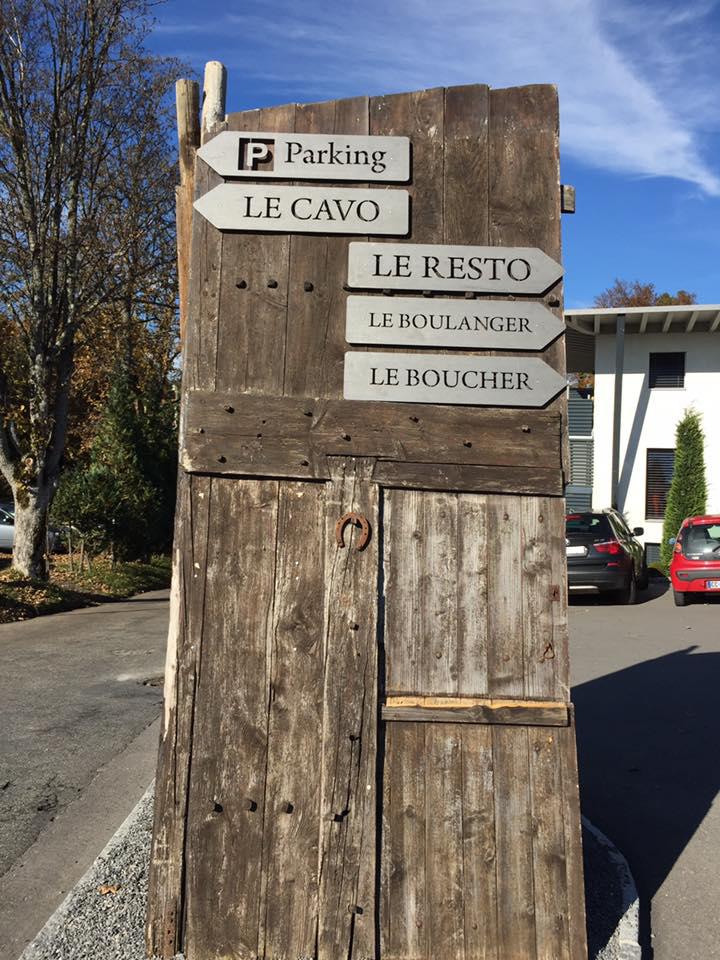 P Parking
LE CAVO
LE RESTO
LE BOULANGER
LE BOUCHER